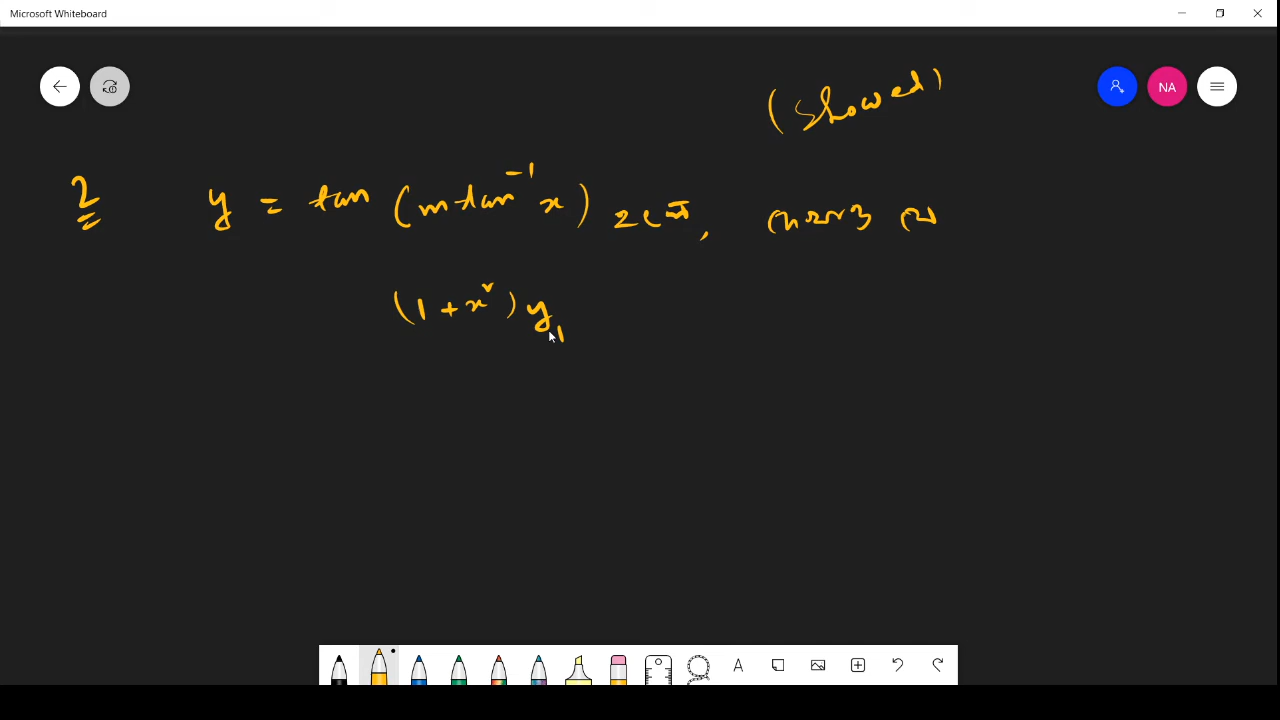 Microsoft Whiteboard
NA
(showed)
2 y = tan (m tan⁻¹ x) হলে, দেখাও যে
(1 + x²) y₁
A